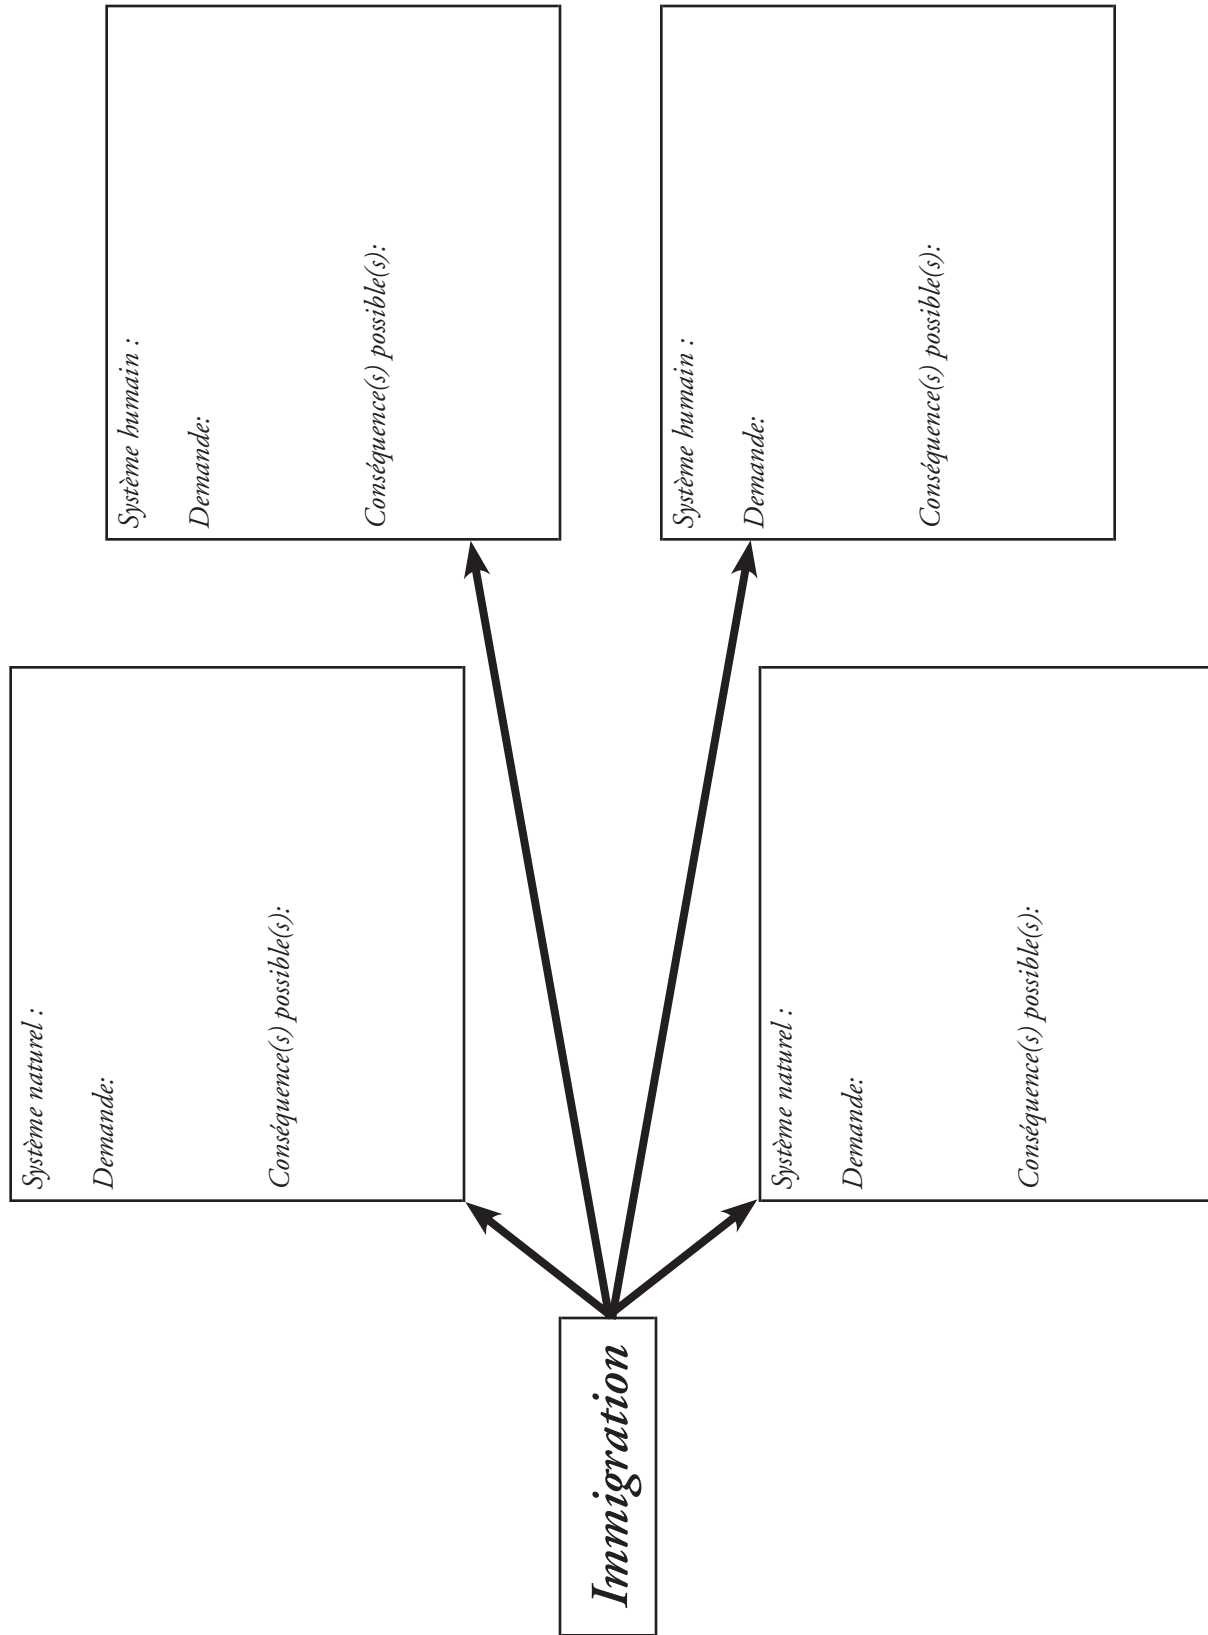 Immigration
Système naturel :
Demande:
Conséquence(s) possible(s):
Système humain :
Demande:
Conséquence(s) possible(s):
Système humain :
Demande:
Conséquence(s) possible(s):
Système naturel :
Demande:
Conséquence(s) possible(s):